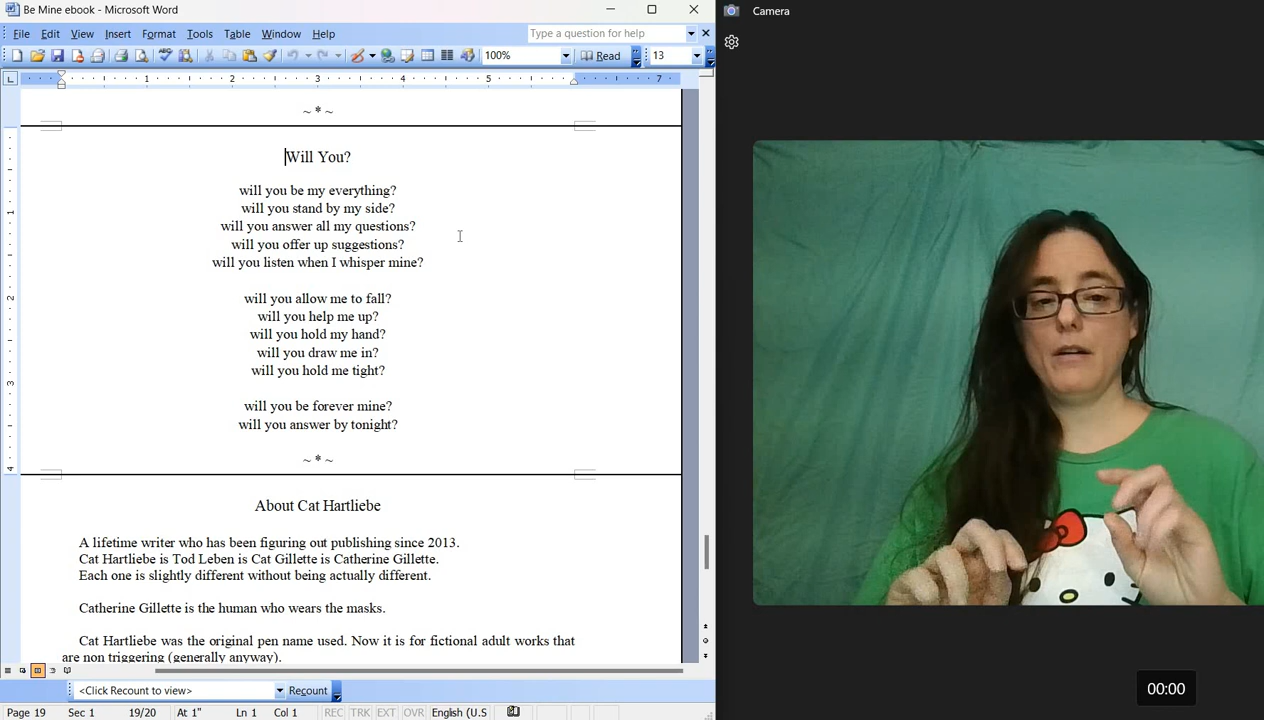 Be Mine ebook - Microsoft Word
Camera
File Edit View Insert Format Tools Table Window Help
Type a question for help
100%
Read
13
1 2 3 4 5 7
~ * ~
Will You?
will you be my everything?
will you stand by my side?
will you answer all my questions?
will you offer up suggestions?
will you listen when I whisper mine?
will you allow me to fall?
will you help me up?
will you hold my hand?
will you draw me in?
will you hold me tight?
will you be forever mine?
will you answer by tonight?
~ * ~
About Cat Hartliebe
A lifetime writer who has been figuring out publishing since 2013.
Cat Hartliebe is Tod Leben is Cat Gillette is Catherine Gillette.
Each one is slightly different without being actually different.
Catherine Gillette is the human who wears the masks.
Cat Hartliebe was the original pen name used. Now it is for fictional adult works that
are non triggering (generally anyway).
<Click Recount to view>
Recount
Page 19 Sec 1 19/20 At 1" Ln 1 Col 1 REC TRK EXT OVR English (U.S
00:00